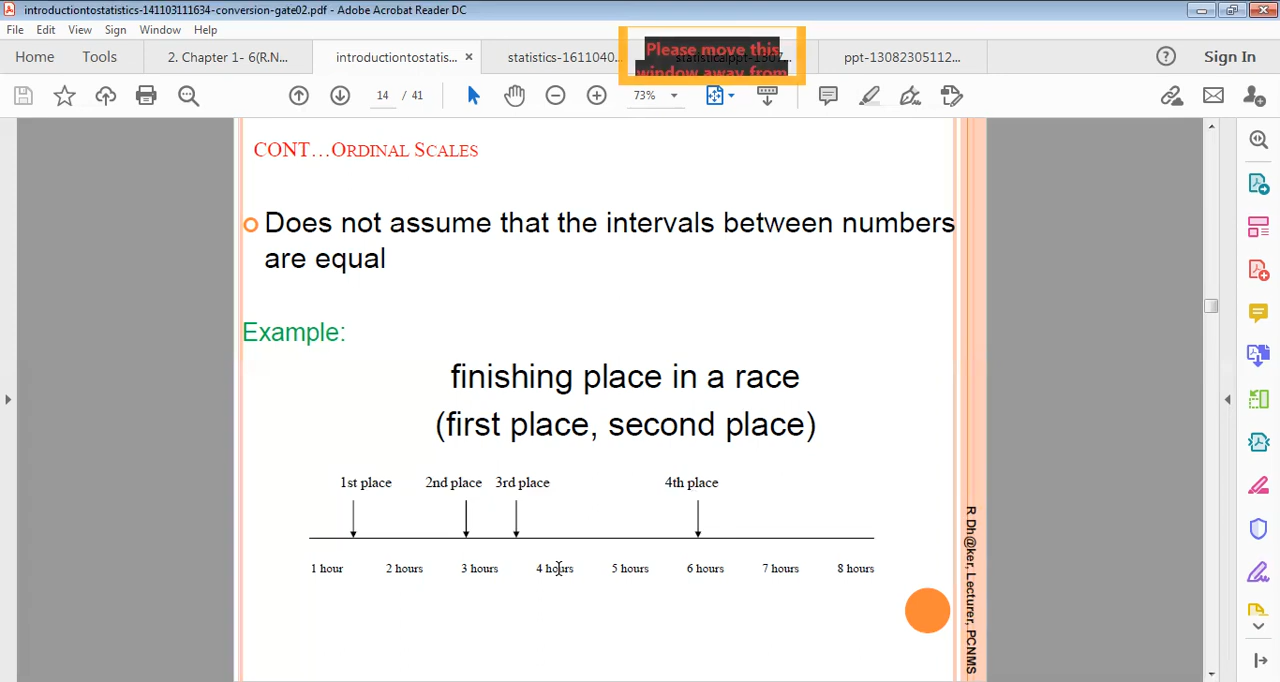 introductiontostatistics-141103111634-conversion-gate02.pdf - Adobe Acrobat Reader DC
File Edit View Sign Window Help
Home Tools 2. Chapter 1- 6(R.N... introductiontostatis... × statistics-1611040... statisticalppt-1307... ppt-13082305112... Sign In
Please move this
window away from
14 / 41 73%
CONT…ORDINAL SCALES
Does not assume that the intervals between numbers
are equal
Example:
finishing place in a race
(first place, second place)
1st place 2nd place 3rd place 4th place
1 hour 2 hours 3 hours 4 hours 5 hours 6 hours 7 hours 8 hours
R Dh@ker, Lecturer, PCNMS